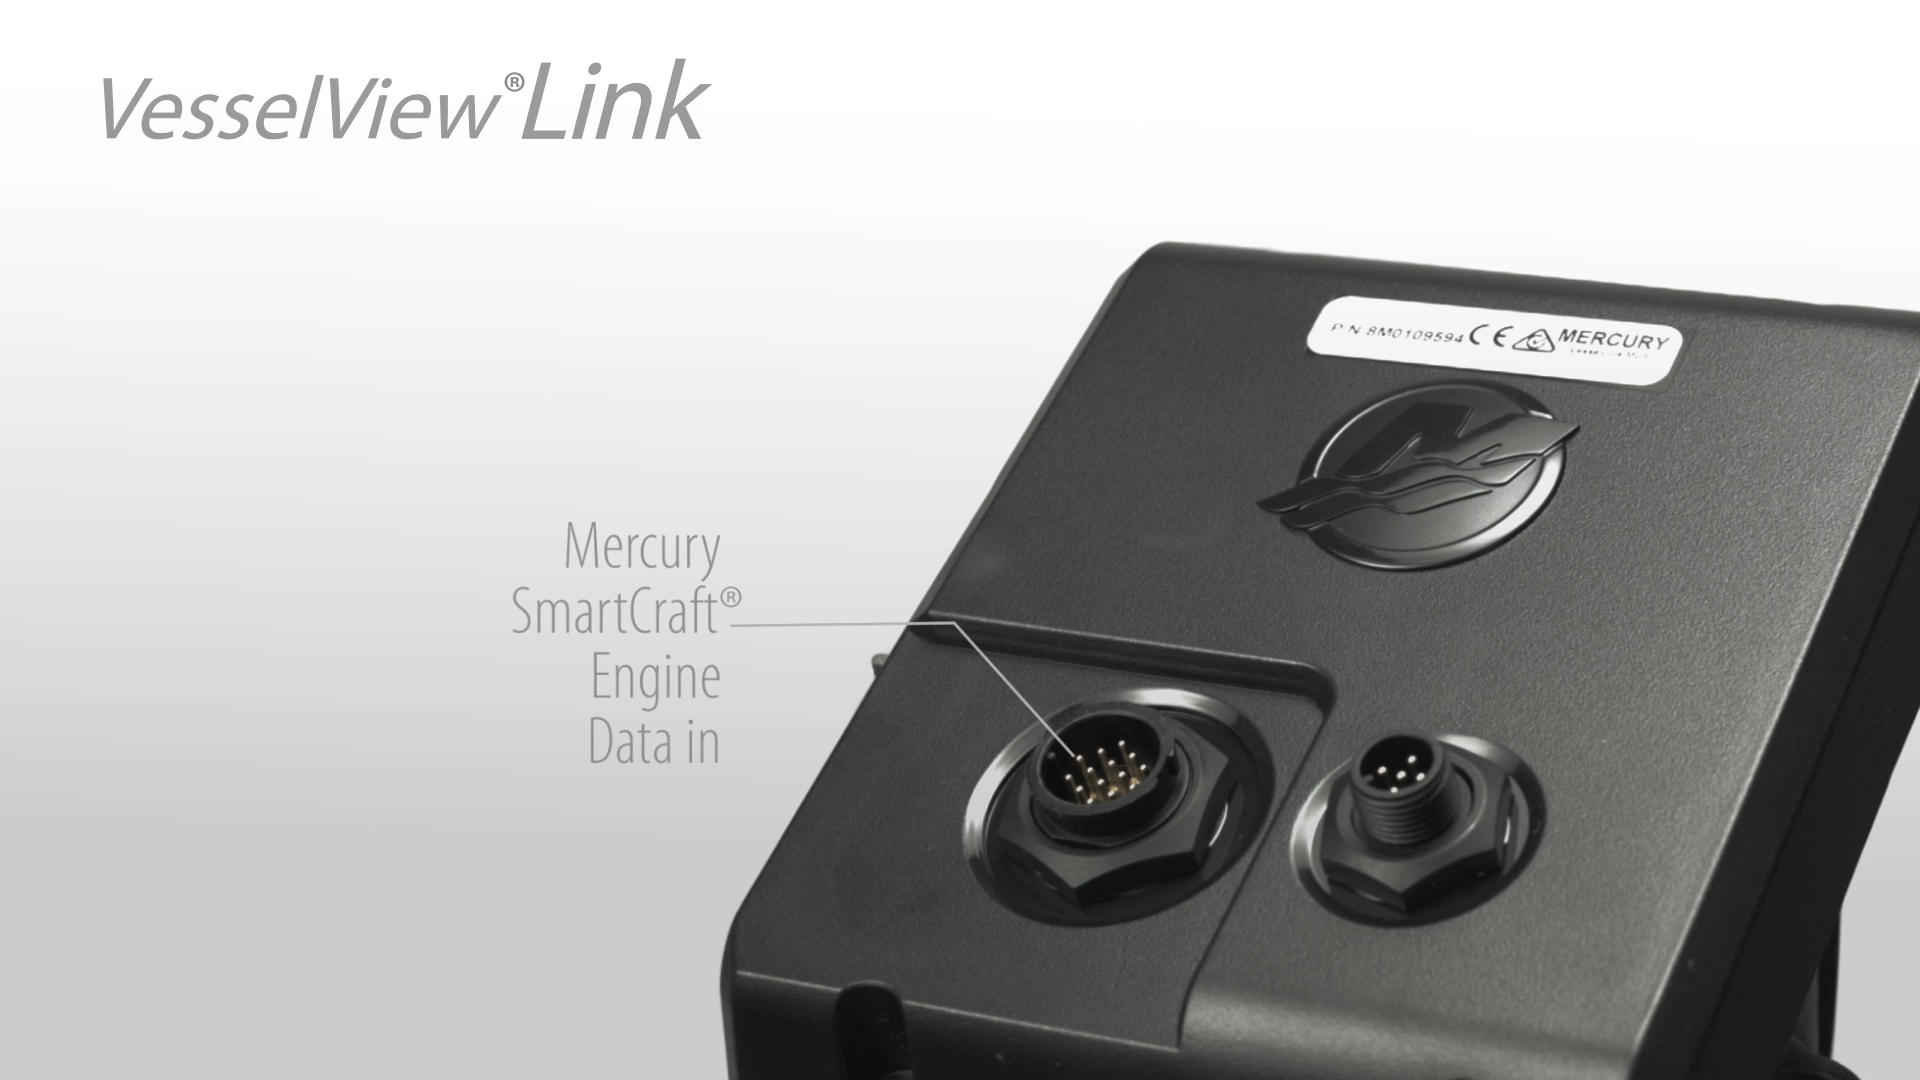 VesselView®Link
P/N 8M0109594 CE MERCURY
Mercury
SmartCraft®
Engine
Data in